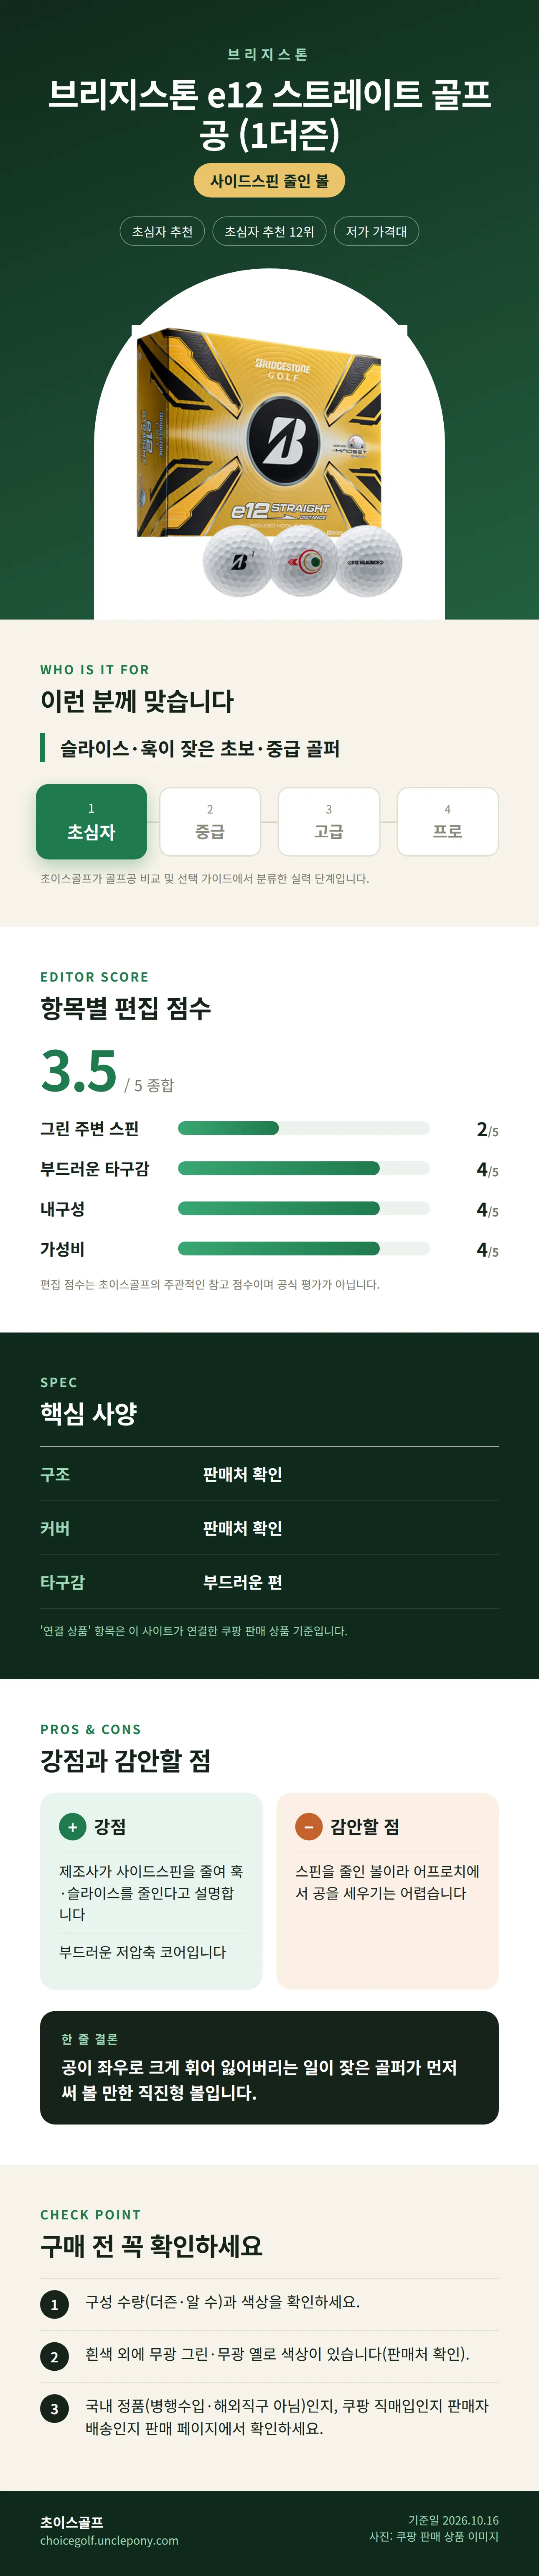 브리지스톤
브리지스톤 e12 스트레이트 골프
공 (1더즌)
사이드스핀 줄인 볼
초심자 추천
초심자 추천 12위
저가 가격대
BRIDGESTONE
GOLF
B
MINDSET
e12 STRAIGHT
DISTANCE
B
WHO IS IT FOR
이런 분께 맞습니다
슬라이스·훅이 잦은 초보·중급 골퍼
1
초심자
2
중급
3
고급
4
프로
초이스골프가 골프공 비교 및 선택 가이드에서 분류한 실력 단계입니다.
EDITOR SCORE
항목별 편집 점수
3.5 / 5 종합
그린 주변 스핀 2/5
부드러운 타구감 4/5
내구성 4/5
가성비 4/5
편집 점수는 초이스골프의 주관적인 참고 점수이며 공식 평가가 아닙니다.
SPEC
핵심 사양
구조 판매처 확인
커버 판매처 확인
타구감 부드러운 편
'연결 상품' 항목은 이 사이트가 연결한 쿠팡 판매 상품 기준입니다.
PROS & CONS
강점과 감안할 점
+ 강점
제조사가 사이드스핀을 줄여 훅
·슬라이스를 줄인다고 설명합
니다
부드러운 저압축 코어입니다
− 감안할 점
스핀을 줄인 볼이라 어프로치에
서 공을 세우기는 어렵습니다
한 줄 결론
공이 좌우로 크게 휘어 잃어버리는 일이 잦은 골퍼가 먼저
써 볼 만한 직진형 볼입니다.
CHECK POINT
구매 전 꼭 확인하세요
1 구성 수량(더즌·알 수)과 색상을 확인하세요.
2 흰색 외에 무광 그린·무광 옐로 색상이 있습니다(판매처 확인).
3 국내 정품(병행수입·해외직구 아님)인지, 쿠팡 직매입인지 판매자
배송인지 판매 페이지에서 확인하세요.
초이스골프
choicegolf.unclepony.com
기준일 2026.10.16
사진: 쿠팡 판매 상품 이미지